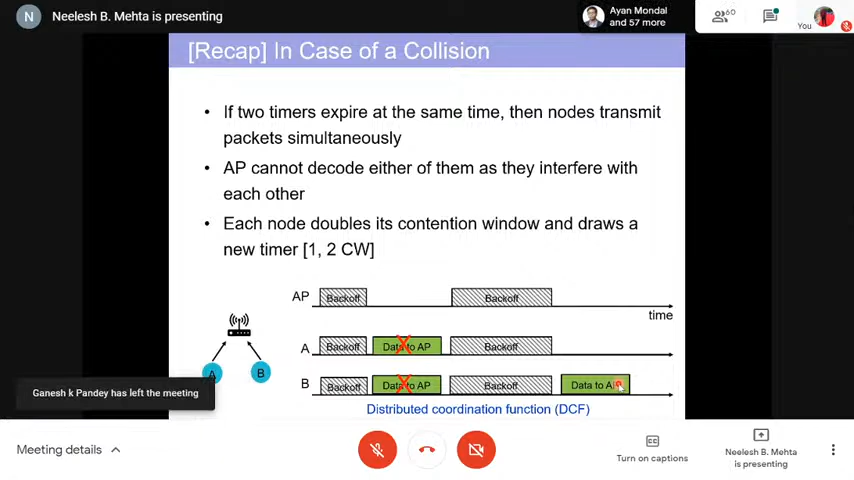 N
Neelesh B. Mehta is presenting
Ayan Mondal
and 57 more
60
You
[Recap] In Case of a Collision
• If two timers expire at the same time, then nodes transmit
packets simultaneously
• AP cannot decode either of them as they interfere with
each other
• Each node doubles its contention window and draws a
new timer [1, 2 CW]
AP
Backoff
Backoff
time
A
Backoff
Data to AP
Backoff
B
Backoff
Data to AP
Backoff
Data to
A
B
Distributed coordination function (DCF)
Ganesh k Pandey has left the meeting
Meeting details
Turn on captions
Neelesh B. Mehta
is presenting